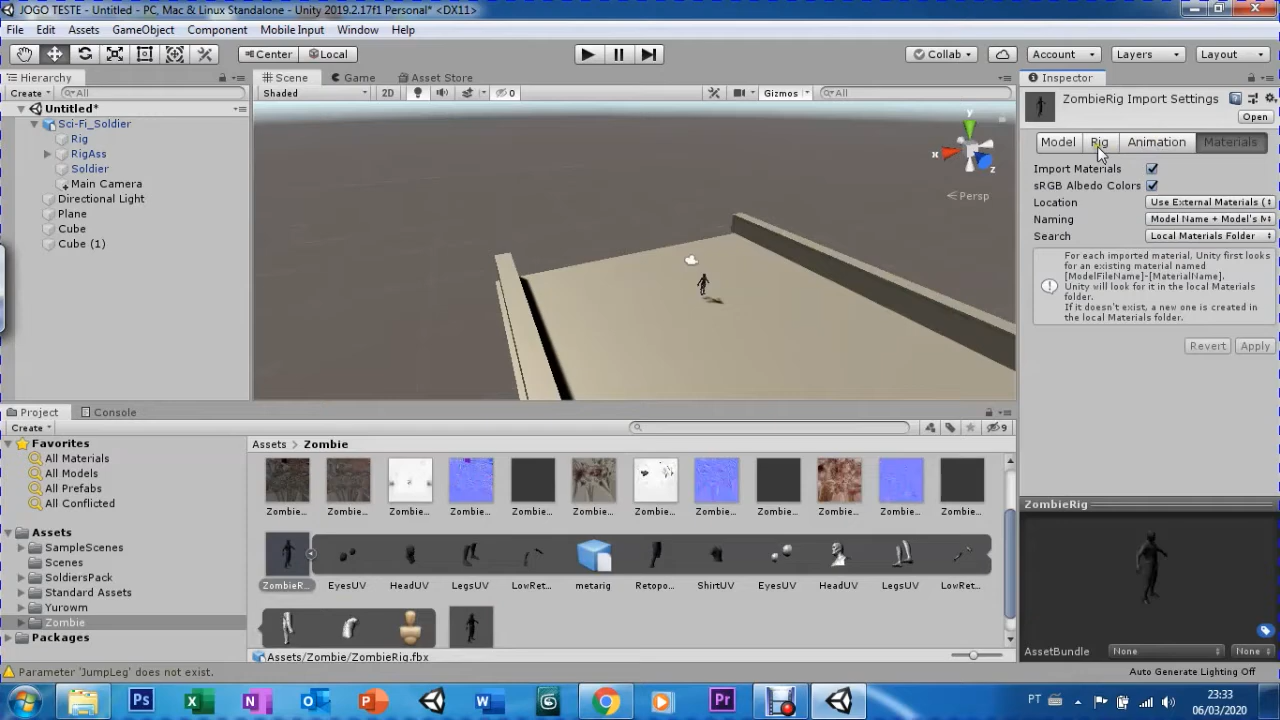 JOGO TESTE - Untitled - PC, Mac & Linux Standalone - Unity 2019.2.17f1 Personal* <DX11>
File Edit Assets GameObject Component Mobile Input Window Help
Center Local Collab Account Layers Layout
Hierarchy
Create All
Untitled*
Sci-Fi_Soldier
Rig
RigAss
Soldier
Main Camera
Directional Light
Plane
Cube
Cube (1)
Scene Game Asset Store
Shaded 2D 0 Gizmos All
y
x
z
Persp
Inspector
ZombieRig Import Settings
Open
Model Rig Animation Materials
Import Materials
sRGB Albedo Colors
Location Use External Materials (
Naming Model Name + Model's M
Search Local Materials Folder
For each imported material, Unity first looks
for an existing material named
[ModelFileName]-[MaterialName].
Unity will look for it in the local Materials
folder.
If it doesn't exist, a new one is created in
the local Materials folder.
Revert Apply
Project Console
Create 9
Favorites
All Materials
All Models
All Prefabs
All Conflicted
Assets
SampleScenes
Scenes
SoldiersPack
Standard Assets
Yurowm
Zombie
Packages
Assets > Zombie
Zombie... Zombie... Zombie... Zombie... Zombie... Zombie... Zombie... Zombie... Zombie... Zombie... Zombie... Zombie...
ZombieR... EyesUV HeadUV LegsUV LowRet... metarig Retopo... ShirtUV EyesUV HeadUV LegsUV LowRet...
Assets/Zombie/ZombieRig.fbx
ZombieRig
AssetBundle None None
Parameter 'JumpLeg' does not exist.
Auto Generate Lighting Off
Ps X N O P W S Pr
PT
23:33
06/03/2020